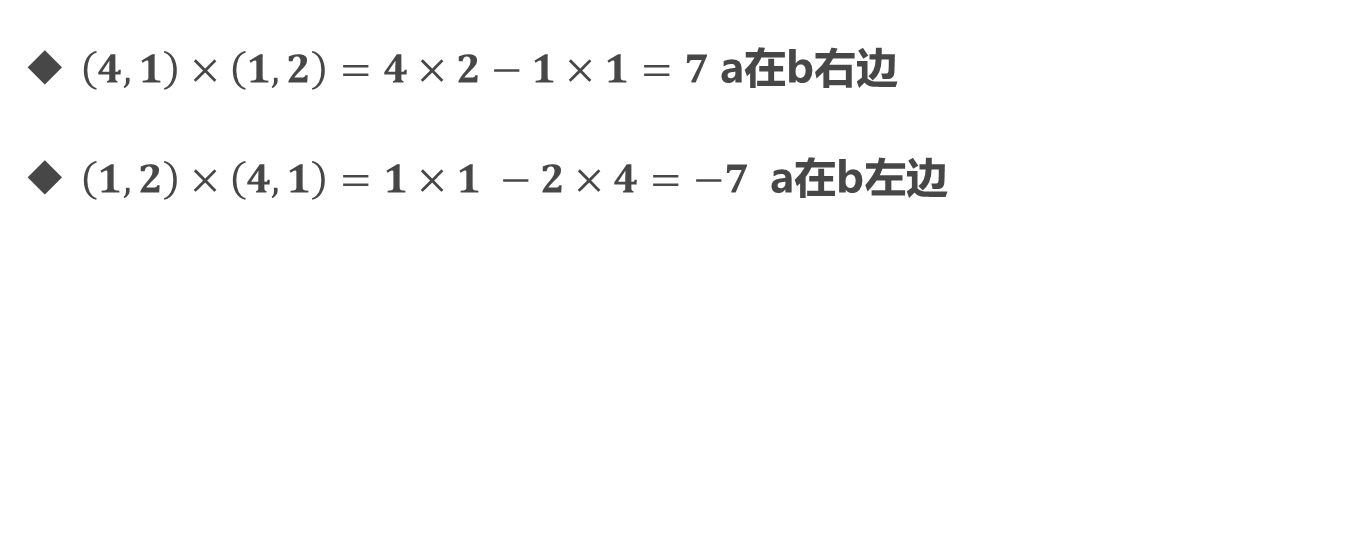 ◆ (4,1) × (1,2) = 4 × 2 − 1 × 1 = 7 a在b右边
◆ (1,2) × (4,1) = 1 × 1 − 2 × 4 = −7 a在b左边